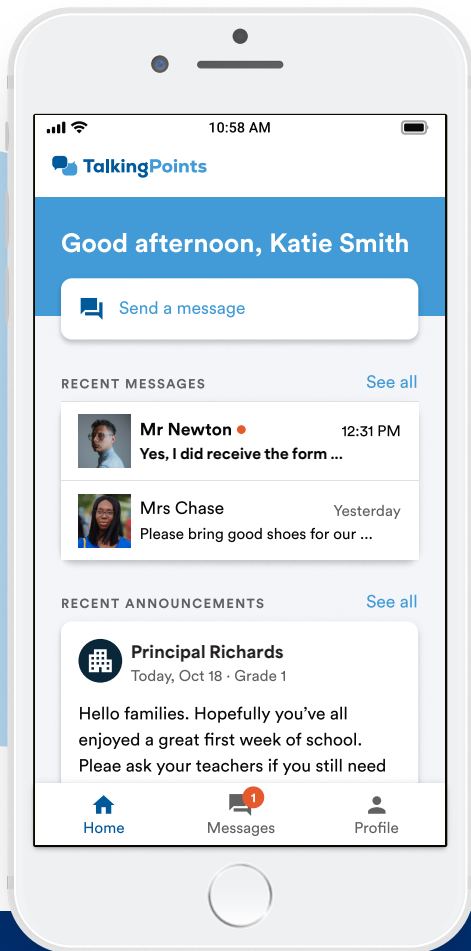 10:58 AM
TalkingPoints
Good afternoon, Katie Smith
Send a message
RECENT MESSAGES
See all
Mr Newton
12:31 PM
Yes, I did receive the form ...
Mrs Chase
Yesterday
Please bring good shoes for our ...
RECENT ANNOUNCEMENTS
See all
Principal Richards
Today, Oct 18 · Grade 1
Hello families. Hopefully you’ve all
enjoyed a great first week of school.
Pleae ask your teachers if you still need
1
Home
Messages
Profile